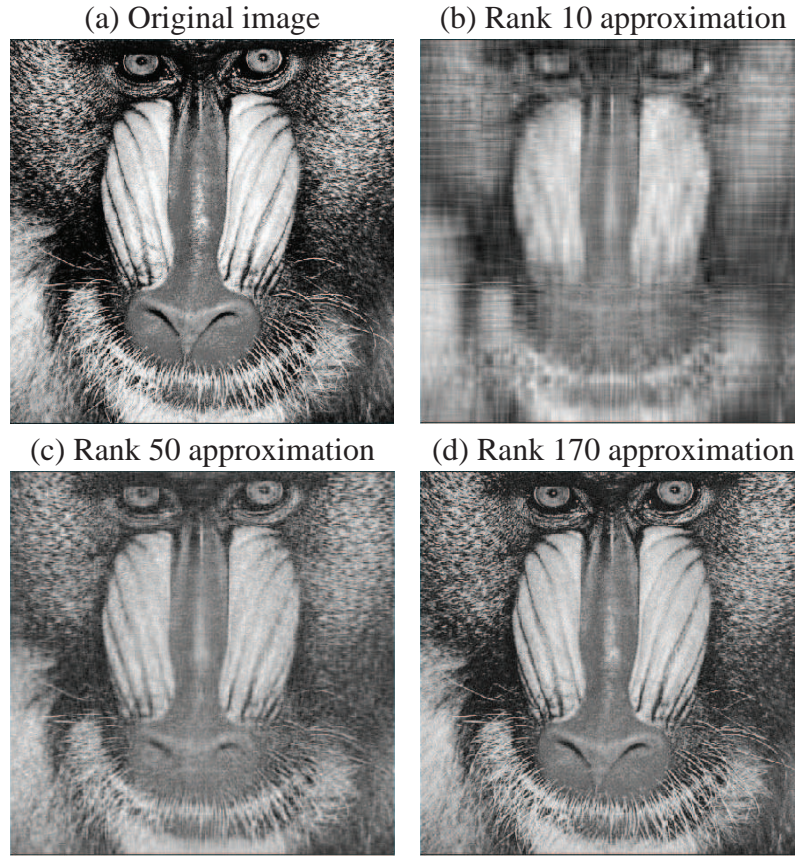 (a) Original image
(b) Rank 10 approximation
(c) Rank 50 approximation
(d) Rank 170 approximation